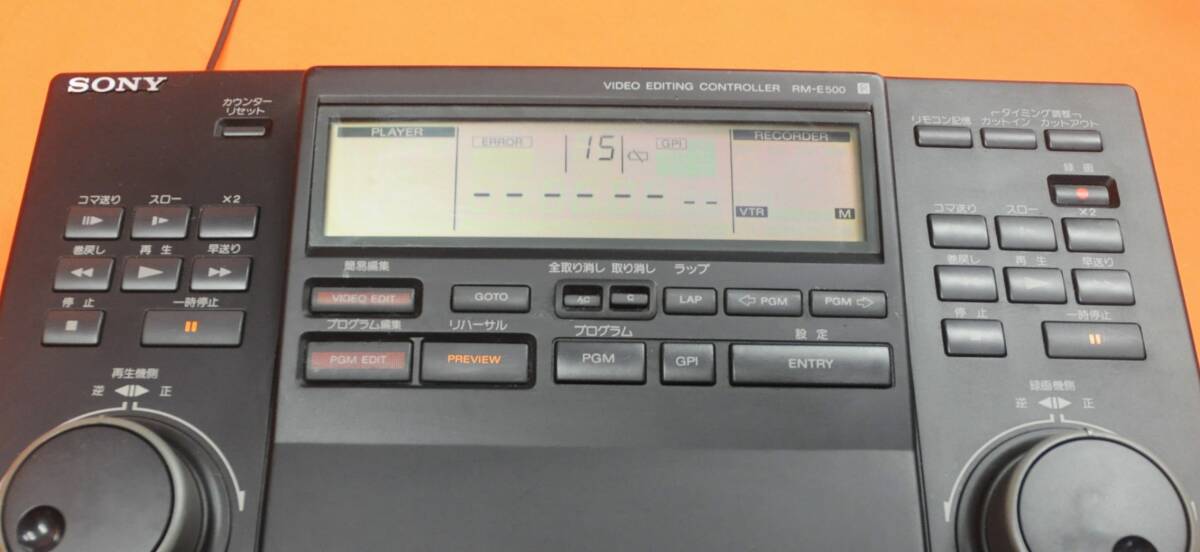 SONY
VIDEO EDITING CONTROLLER RM-E500
カウンター
リセット
PLAYER
ERROR
15
GPI
RECORDER
- - - - - - - -
VTR
M
リモコン記憶
タイミング調整
カットイン
カットアウト
録画
コマ送り
スロー
×2
巻戻し
再生
早送り
停止
一時停止
簡易編集
VIDEO EDIT
GOTO
全取り消し
取り消し
ラップ
AC
C
LAP
PGM
PGM
プログラム編集
リハーサル
プログラム
設定
PGM EDIT
PREVIEW
PGM
GPI
ENTRY
コマ送り
スロー
×2
巻戻し
再生
早送り
停止
一時停止
再生機側
逆
正
録画機側
逆
正